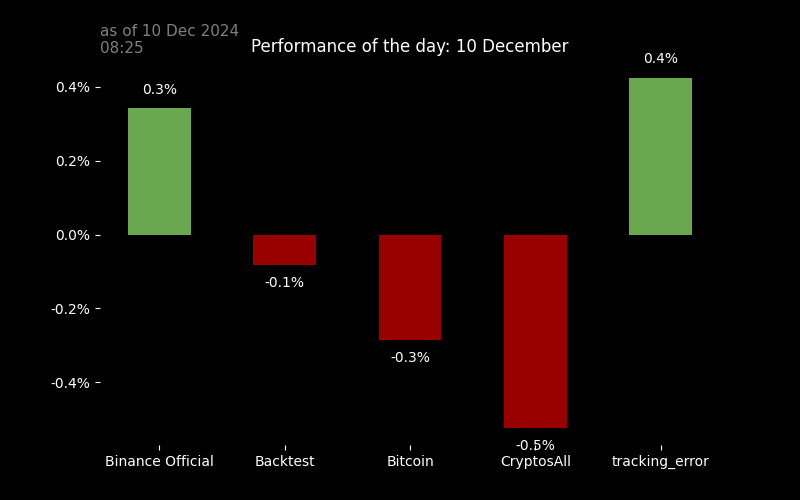 as of 10 Dec 2024
08:25
Performance of the day: 10 December
0.4%
0.2%
0.0%
-0.2%
-0.4%
0.3%
-0.1%
-0.3%
-0.5%
0.4%
Binance Official
Backtest
Bitcoin
CryptosAll
tracking_error